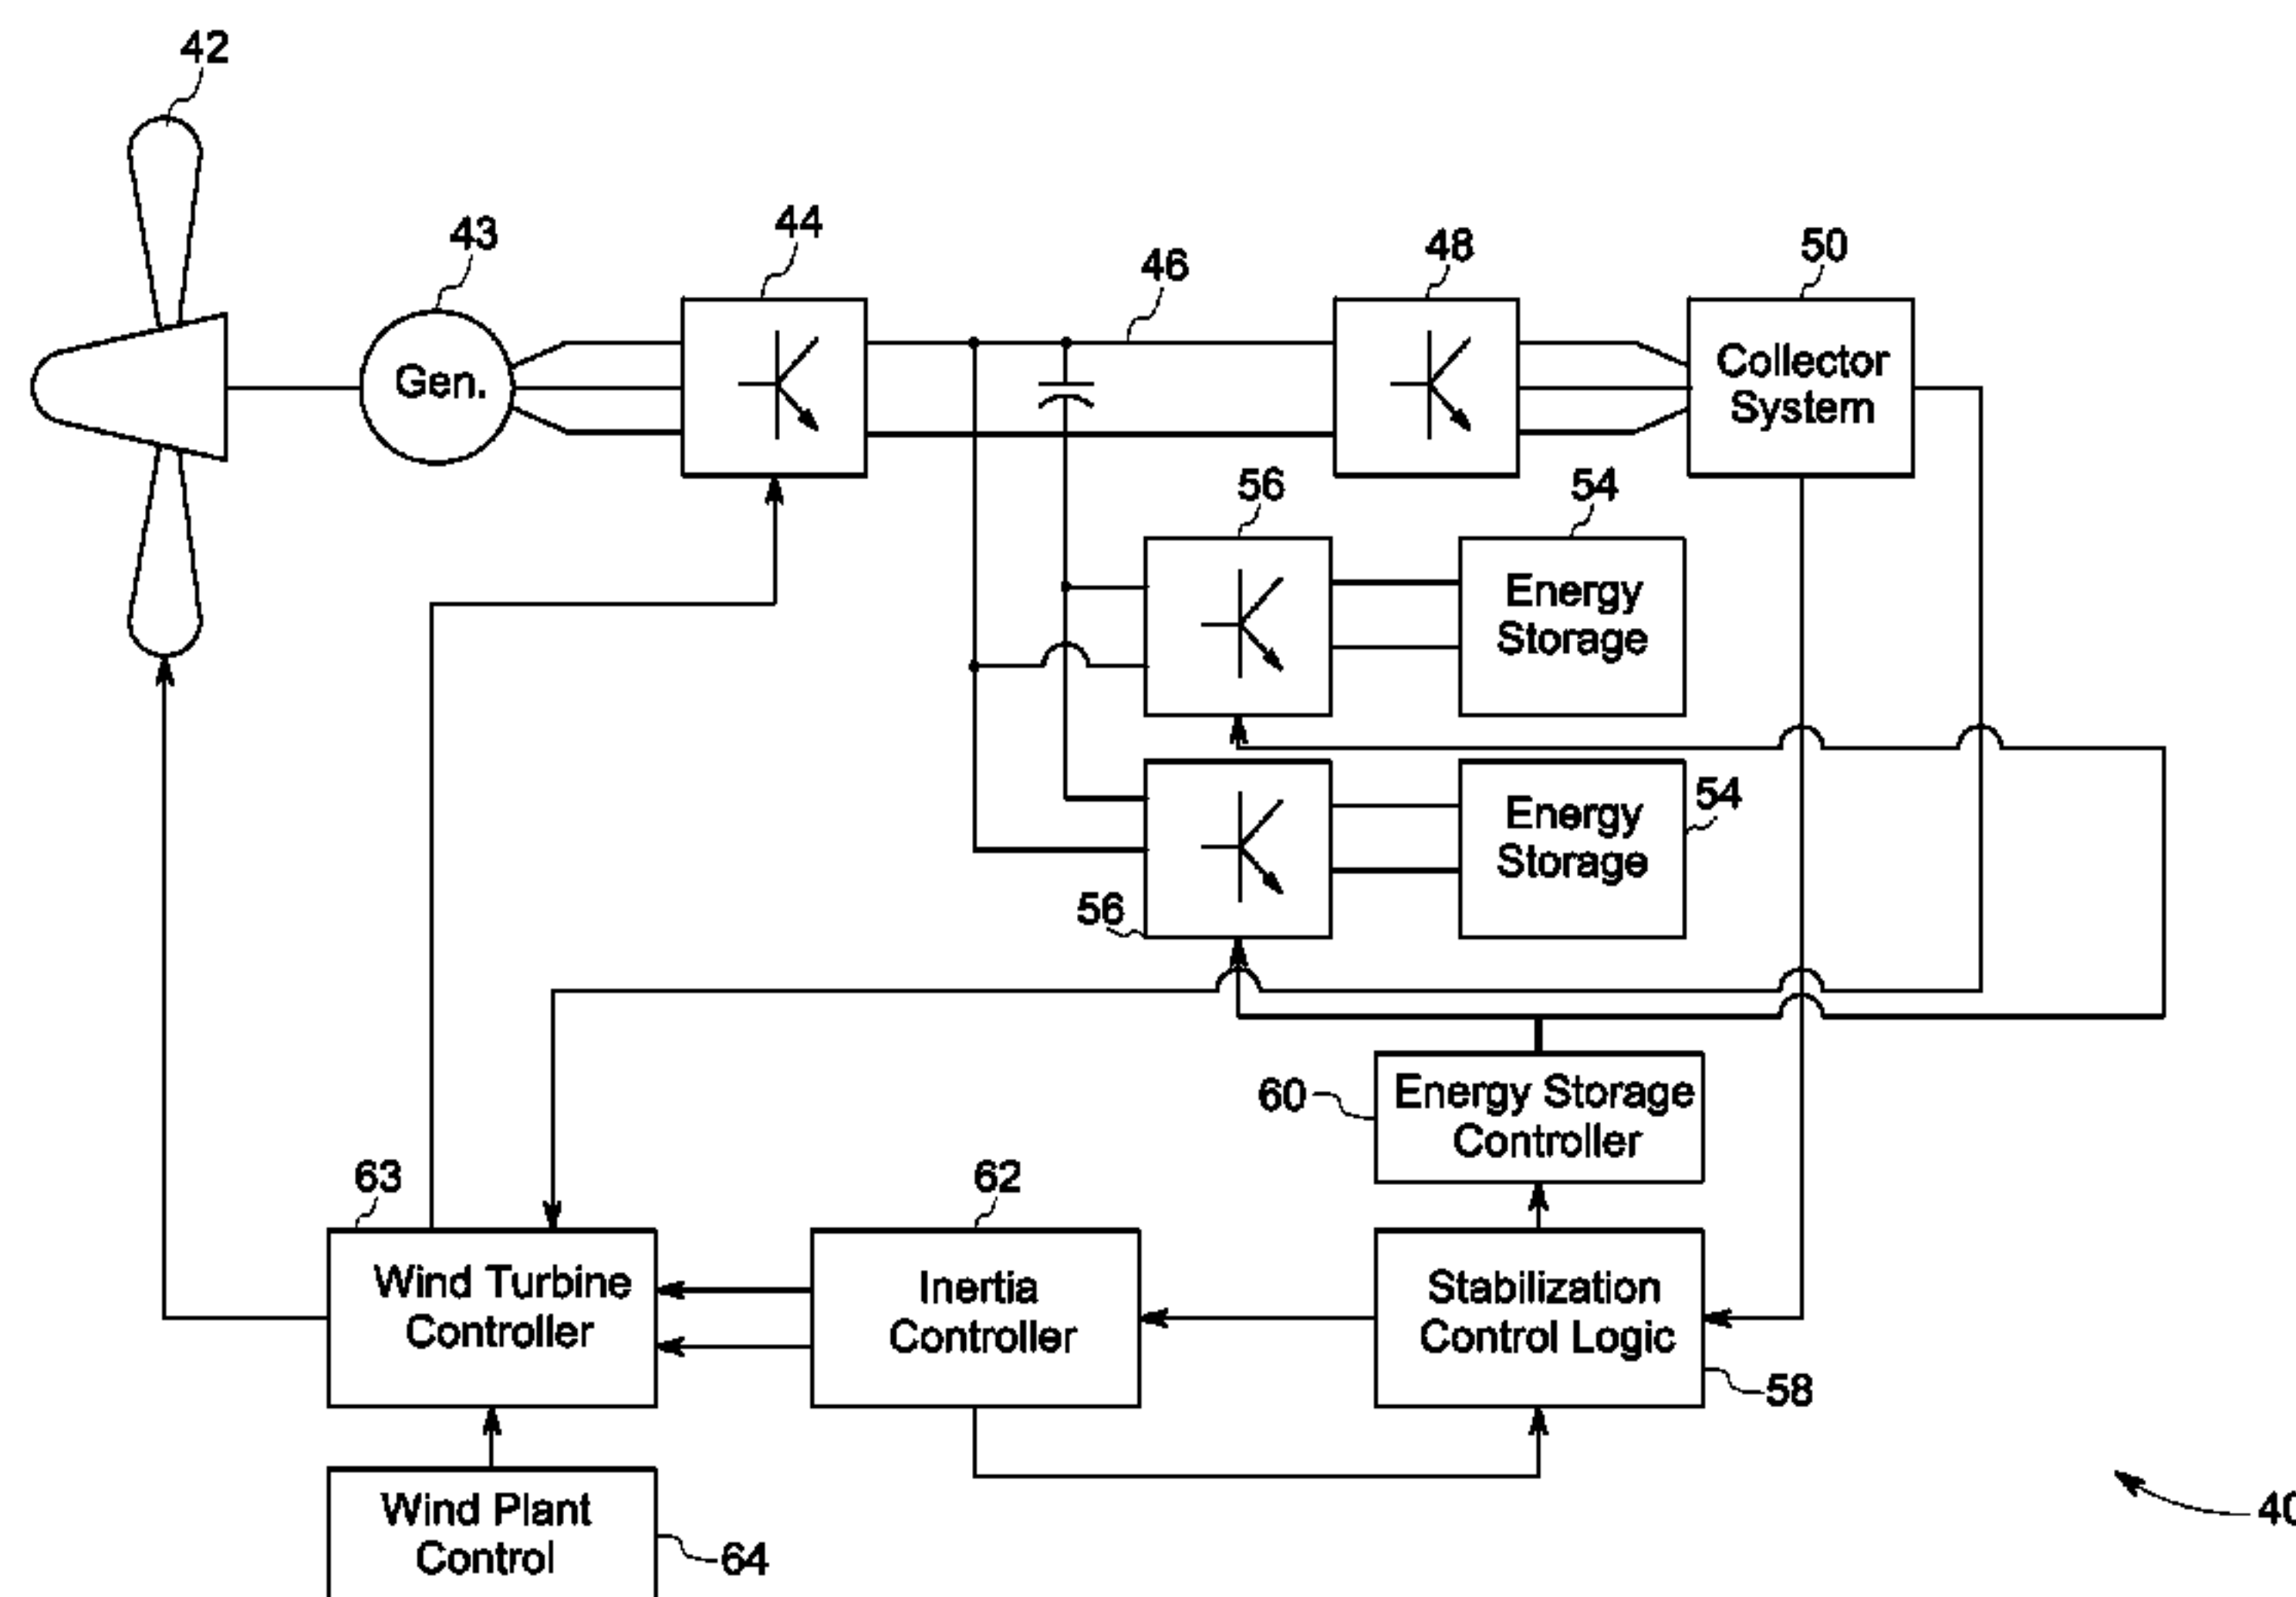 42
43
44
46
48
50
Gen.
Collector
System
56
54
Energy
Storage
54
Energy
Storage
56
60
Energy Storage
Controller
63
62
Wind Turbine
Controller
Inertia
Controller
Stabilization
Control Logic
58
Wind Plant
Control
64
40